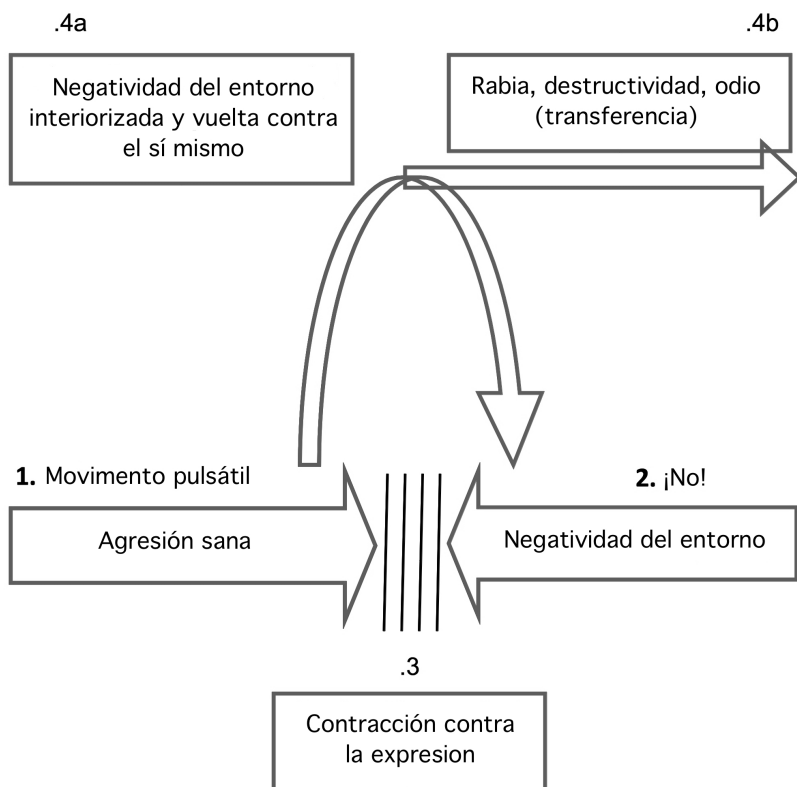 .4a
.4b
Negatividad del entorno
interiorizada y vuelta contra
el sí mismo
Rabia, destructividad, odio
(transferencia)
1. Movimento pulsátil
2. ¡No!
Agresión sana
Negatividad del entorno
.3
Contracción contra
la expresion